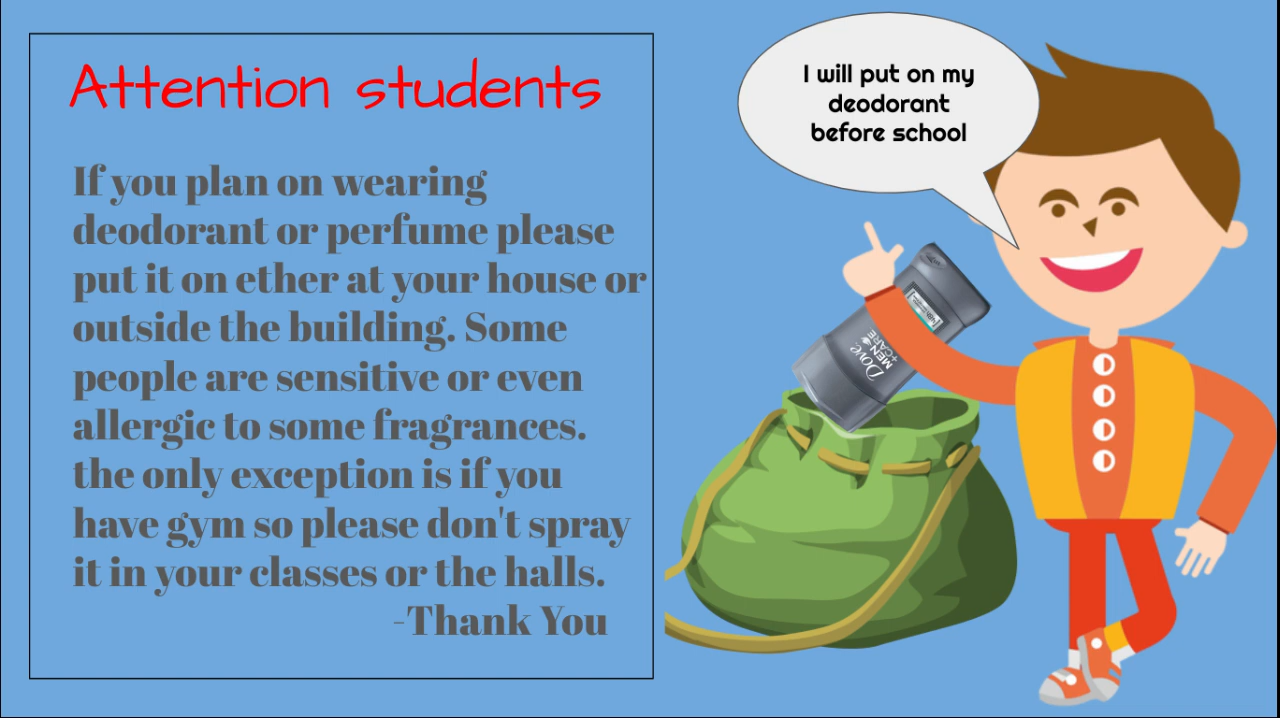 Attention students
If you plan on wearing
deodorant or perfume please
put it on ether at your house or
outside the building. Some
people are sensitive or even
allergic to some fragrances.
the only exception is if you
have gym so please don't spray
it in your classes or the halls.
-Thank You
I will put on my
deodorant
before school
Dove
MEN
+CARE